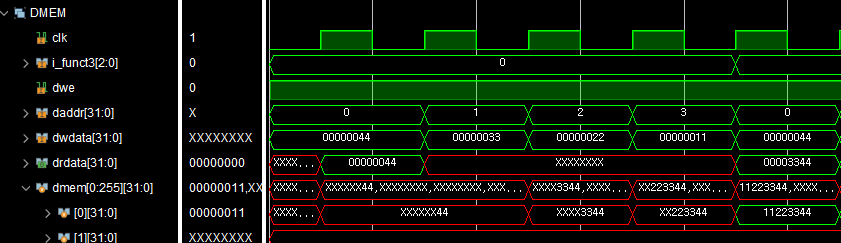 DMEM
clk 1
i_funct3[2:0] 0 0
dwe 0
daddr[31:0] X 0 1 2 3 0
dwdata[31:0] XXXXXXXX 00000044 00000033 00000022 00000011 00000044
drdata[31:0] 00000000 XXXX... 00000044 XXXXXXXX 00003344
dmem[0:255][31:0] 00000011,XX XXXX... XXXXXX44,XXXXXXXX,XXXXXXXX,XXX... XXXX3344,XXXX... XX223344,XXX... 11223344,XXXX...
[0][31:0] 00000011 XXXX... XXXXXX44 XXXX3344 XX223344 11223344
[1][31:0] XXXXXXXX